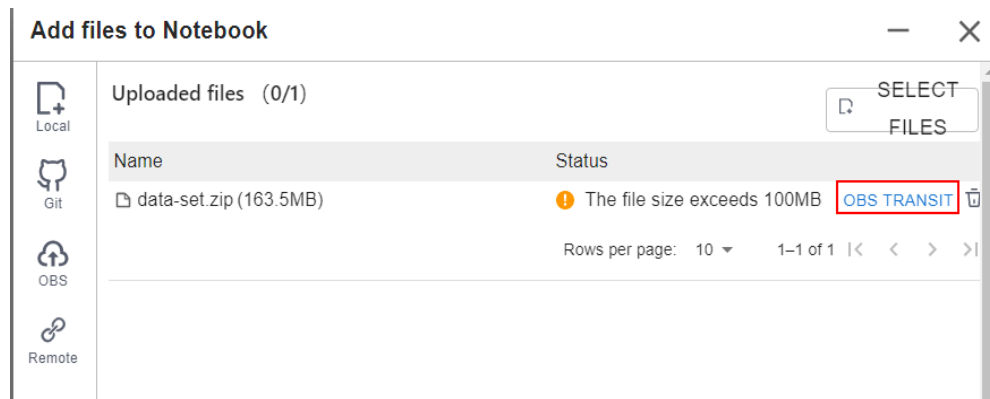 Add files to Notebook
Local
Git
OBS
Remote
Uploaded files (0/1)
SELECT
FILES
Name Status
data-set.zip (163.5MB) The file size exceeds 100MB OBS TRANSIT
Rows per page: 10 1–1 of 1